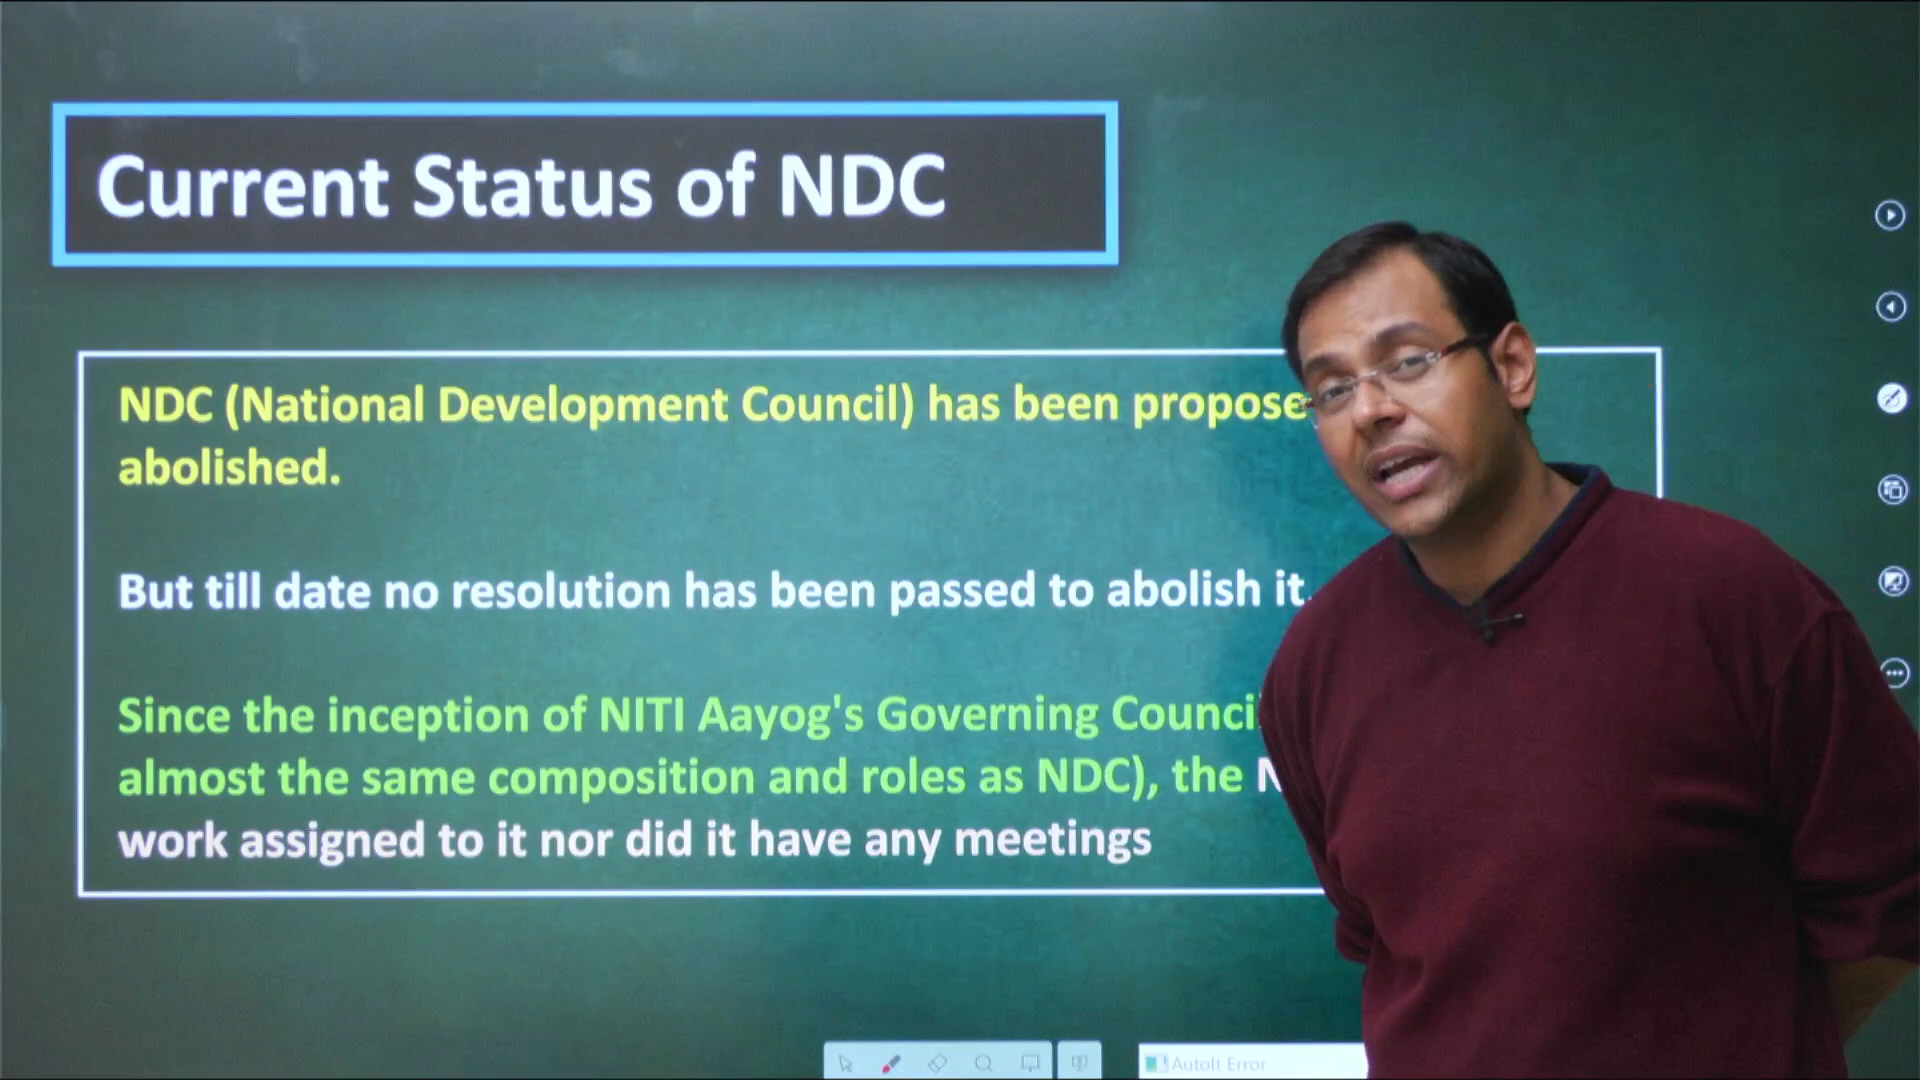 Current Status of NDC
NDC (National Development Council) has been propose
abolished.
But till date no resolution has been passed to abolish it.
Since the inception of NITI Aayog's Governing Counci
almost the same composition and roles as NDC), the N
work assigned to it nor did it have any meetings
AutoIt Error